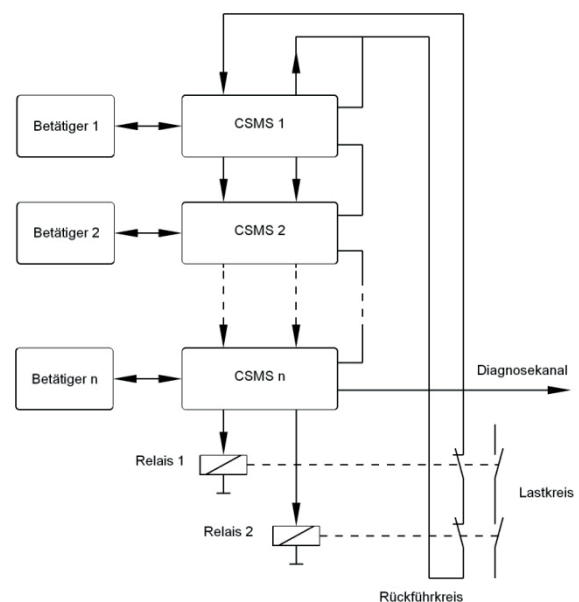 Betätiger 1
CSMS 1
Betätiger 2
CSMS 2
Betätiger n
CSMS n
Diagnosekanal
Relais 1
Lastkreis
Relais 2
Rückführkreis